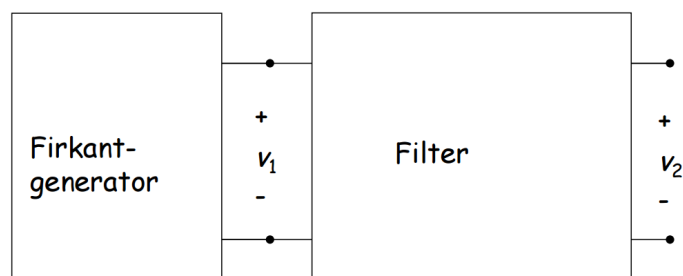 Firkant-
generator
+
v₁
-
Filter
+
v₂
-